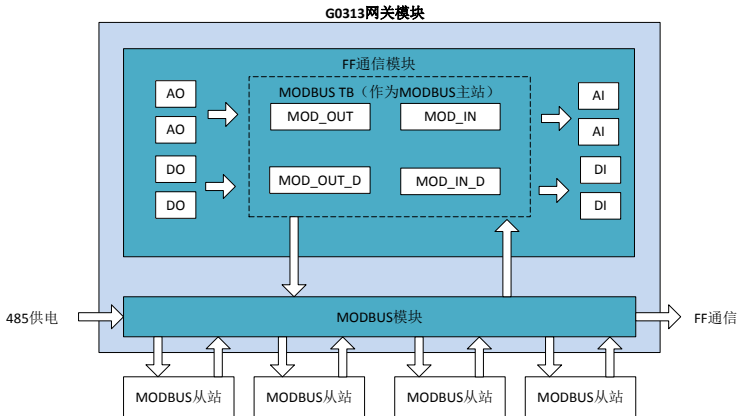 G0313网关模块
FF通信模块
MODBUS TB（作为MODBUS主站）
AO
MOD_OUT
MOD_IN
AI
AO
AI
DO
MOD_OUT_D
MOD_IN_D
DI
DO
DI
485供电
MODBUS模块
FF通信
MODBUS从站
MODBUS从站
MODBUS从站
MODBUS从站